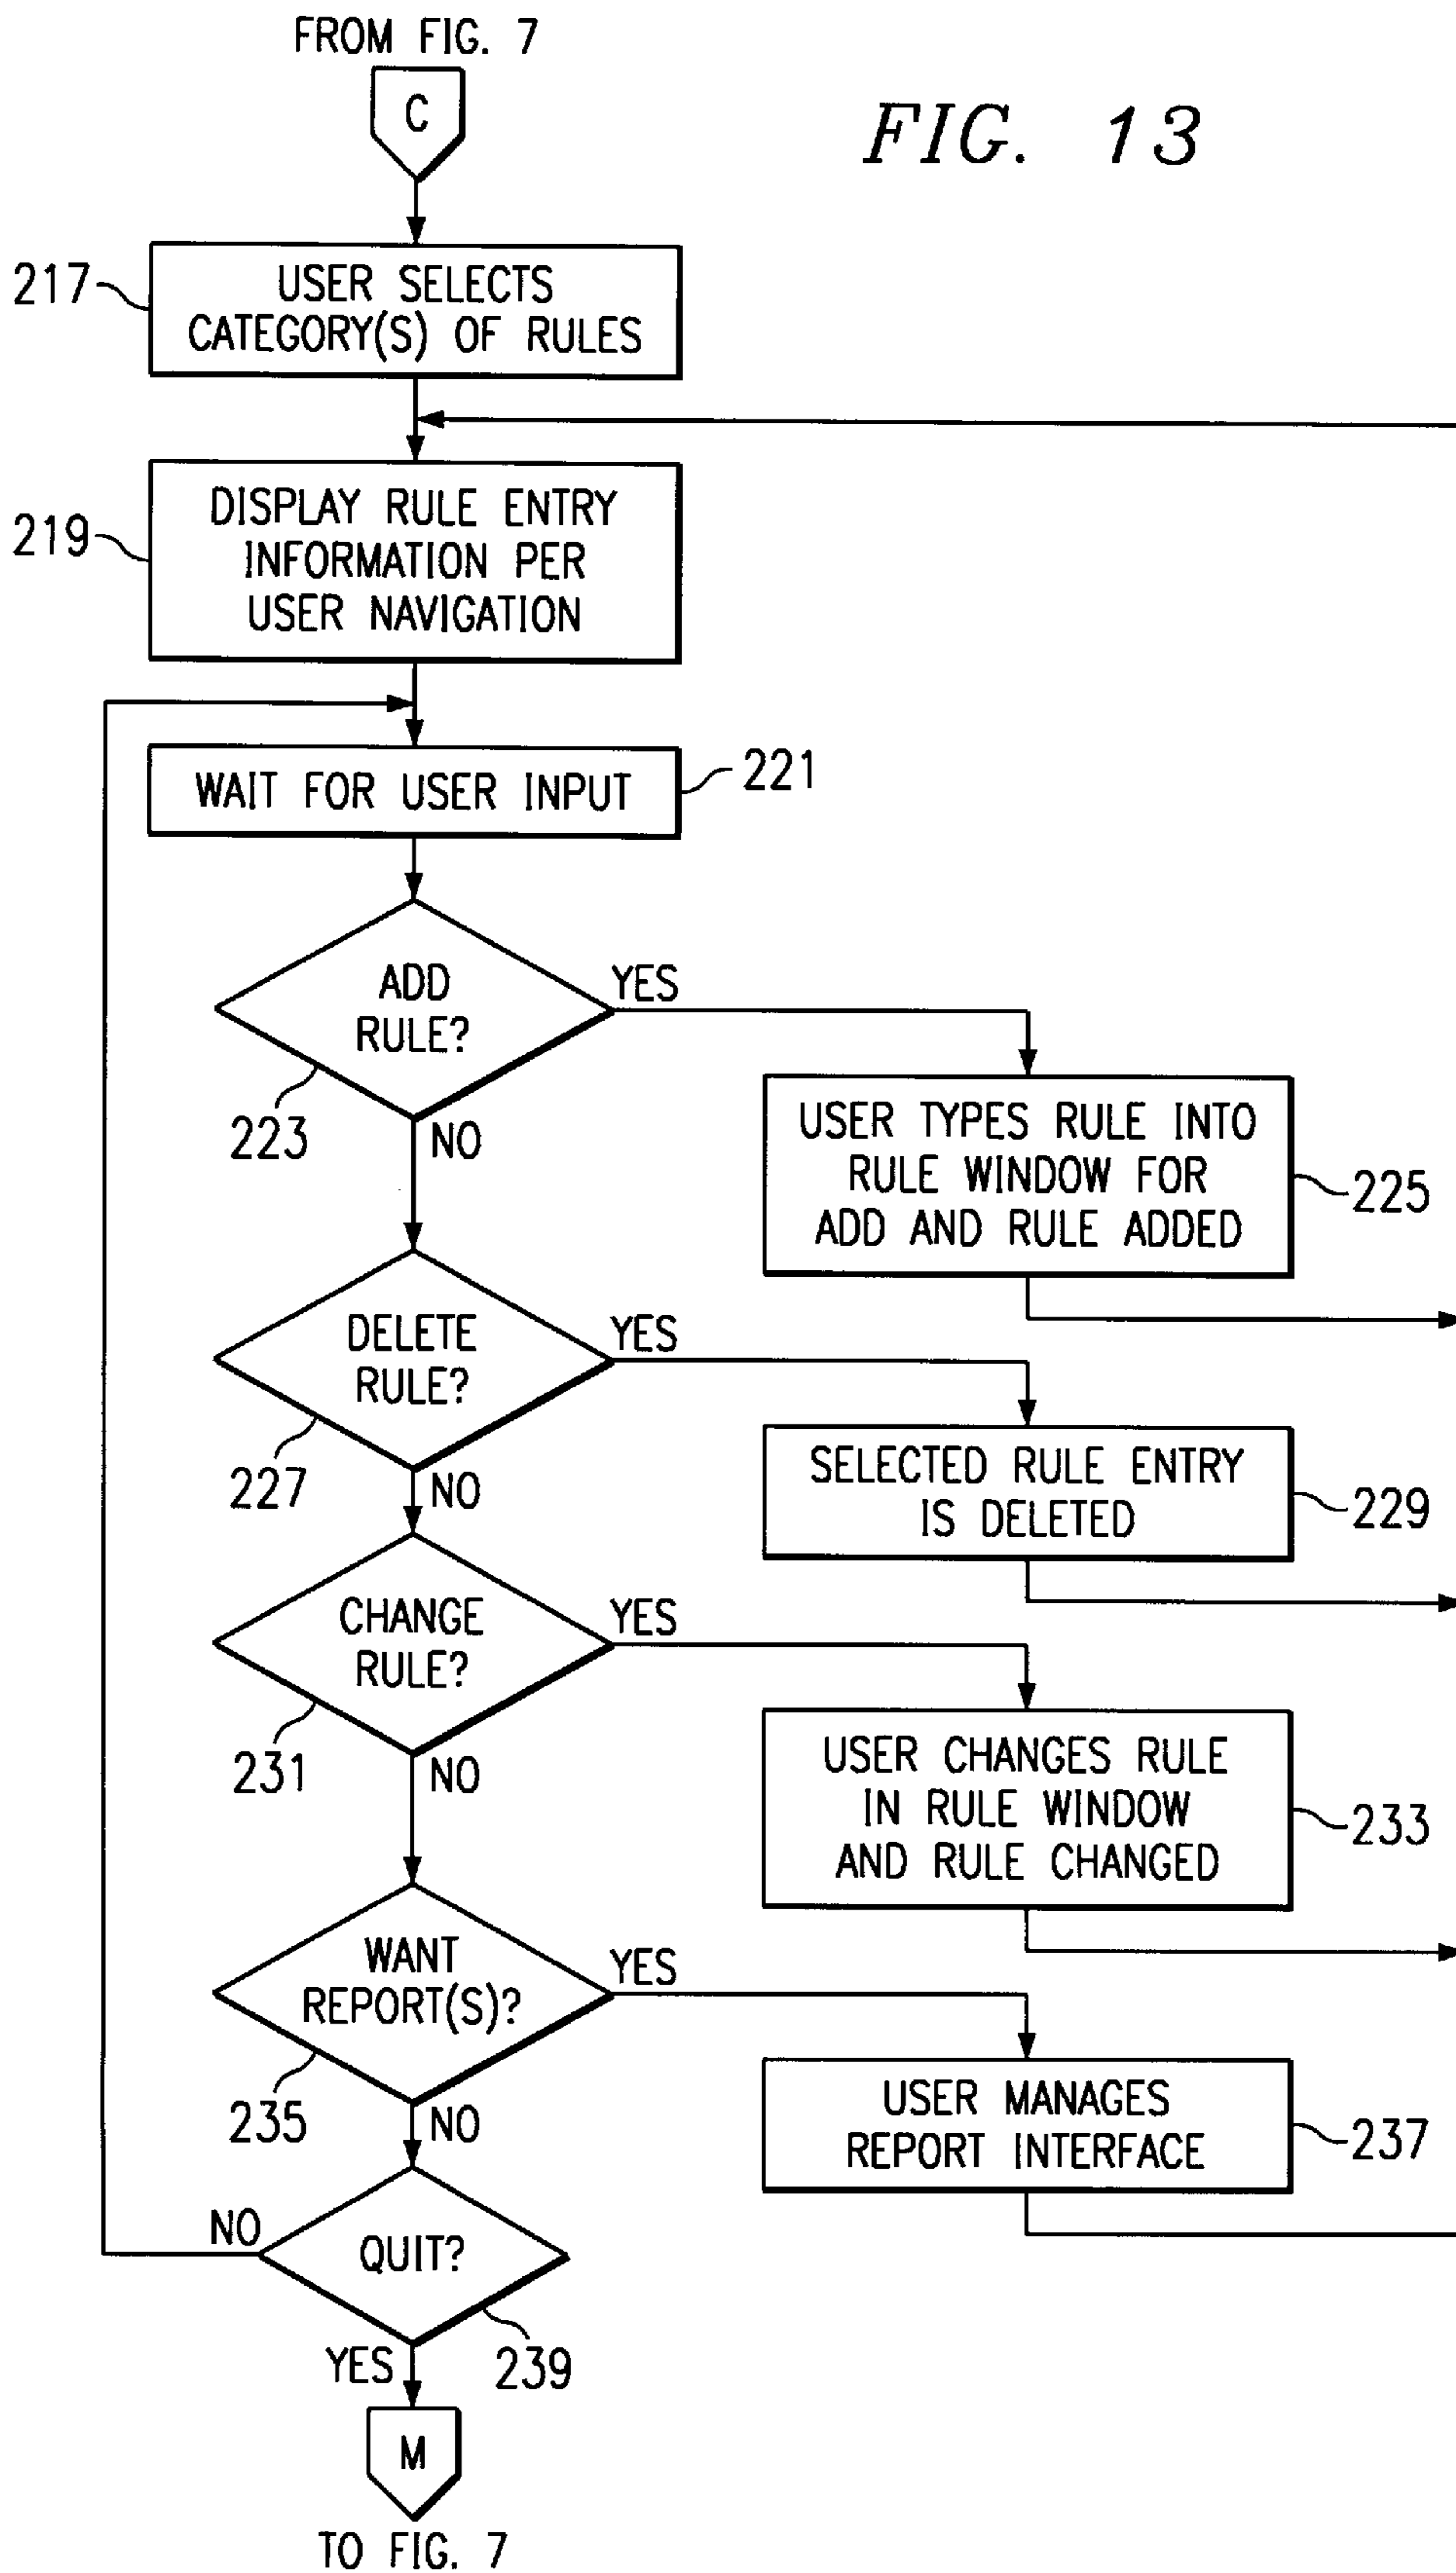 FROM FIG. 7
C
FIG. 13
217
USER SELECTS
CATEGORY(S) OF RULES
219
DISPLAY RULE ENTRY
INFORMATION PER
USER NAVIGATION
WAIT FOR USER INPUT
221
ADD
RULE?
YES
223
NO
USER TYPES RULE INTO
RULE WINDOW FOR
ADD AND RULE ADDED
225
DELETE
RULE?
YES
227
NO
SELECTED RULE ENTRY
IS DELETED
229
CHANGE
RULE?
YES
231
NO
USER CHANGES RULE
IN RULE WINDOW
AND RULE CHANGED
233
WANT
REPORT(S)?
YES
235
NO
USER MANAGES
REPORT INTERFACE
237
NO
QUIT?
YES
239
M
TO FIG. 7